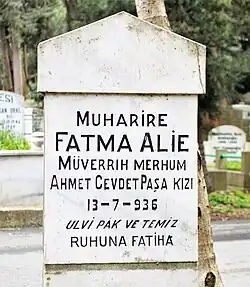 MUHARİRE
FATMA ALİE
MÜVERRİH MERHUM
AHMET CEVDET PAŞA KIZI
13-7-936
ULVİ PÂK VE TEMİZ
RUHUNA FATİHA